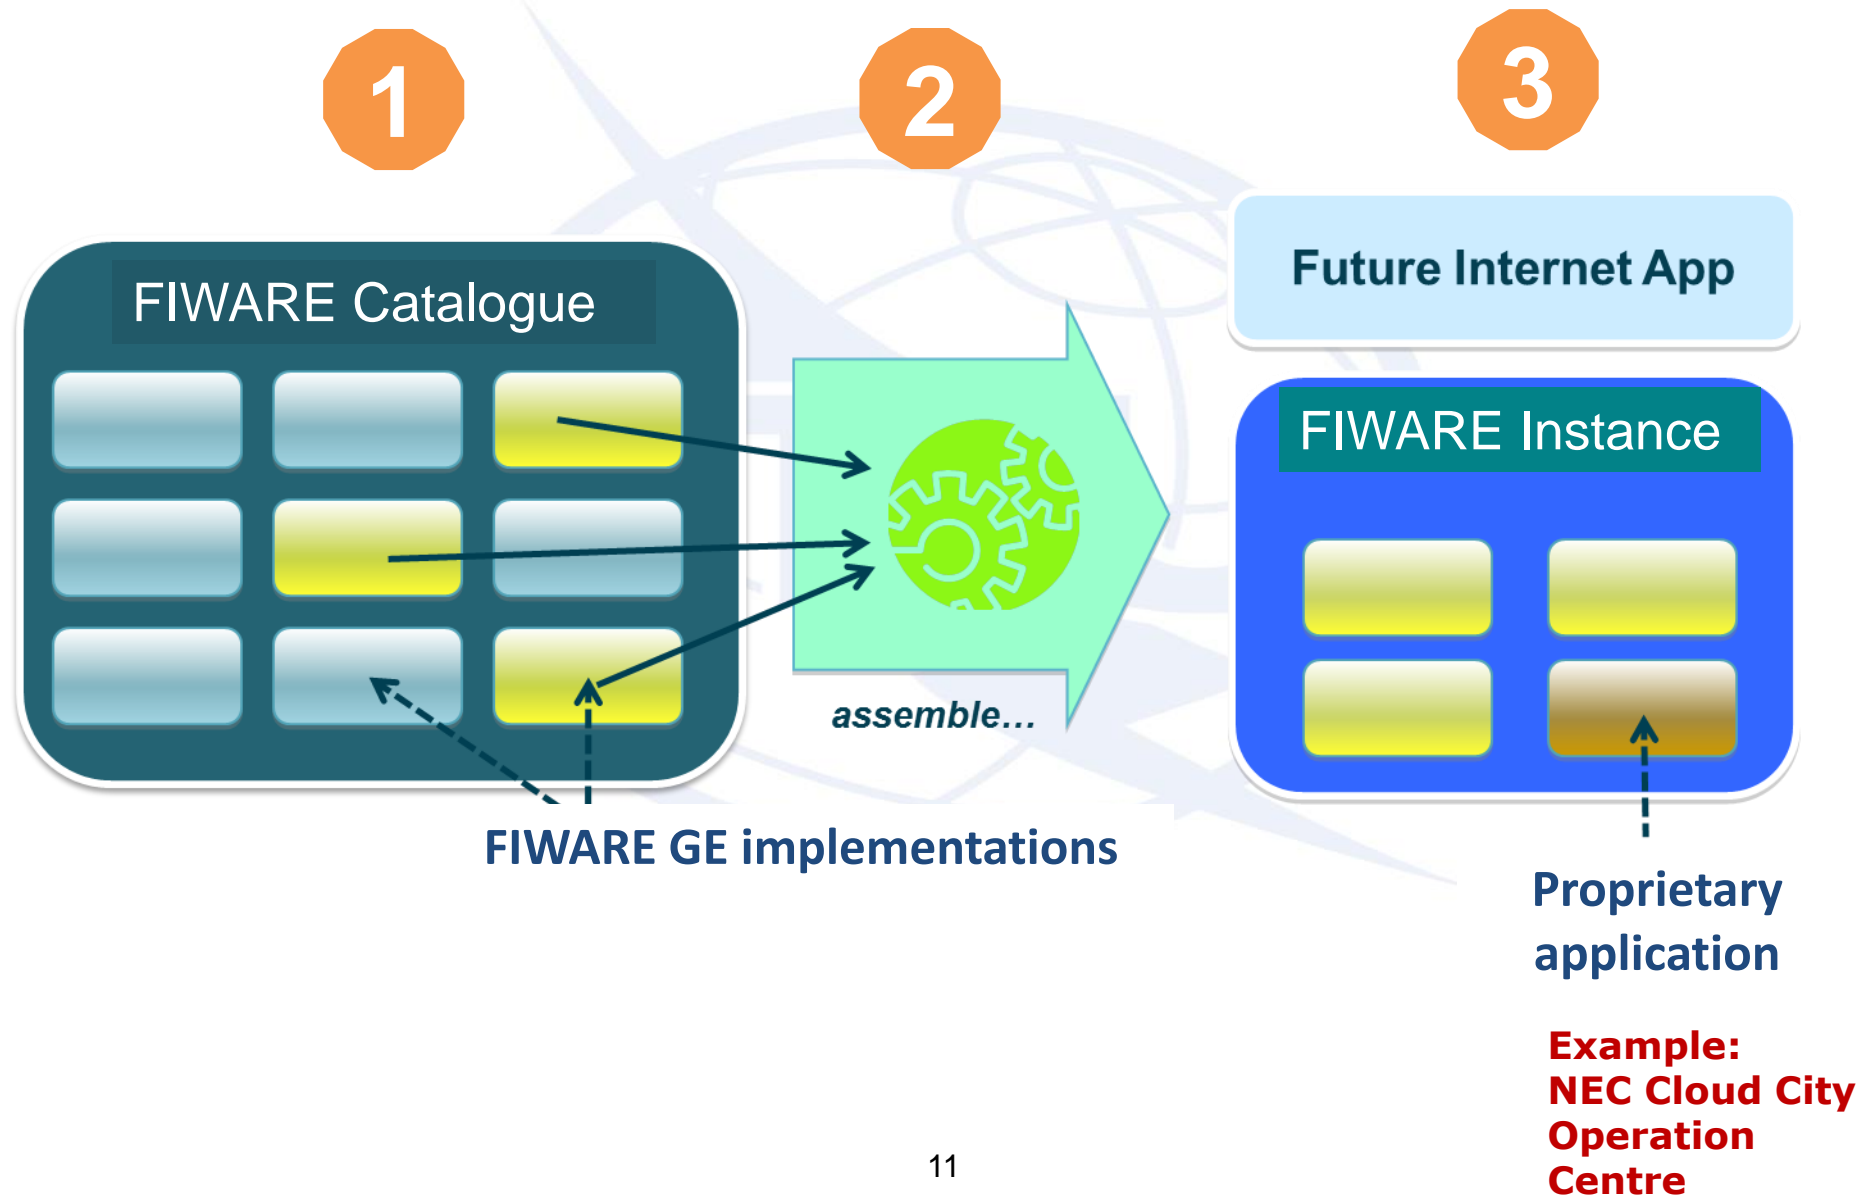 1
2
3
FIWARE Catalogue
Future Internet App
FIWARE Instance
assemble...
FIWARE GE implementations
Proprietary
application
Example:
NEC Cloud City
Operation
Centre
11